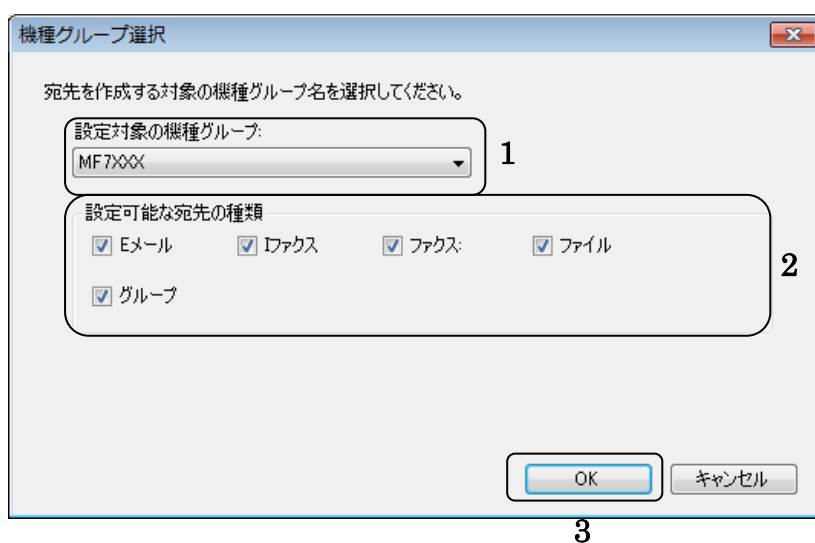 機種グループ選択
宛先を作成する対象の機種グループ名を選択してください。
設定対象の機種グループ:
MF7XXX
1
設定可能な宛先の種類
Eメール Iファクス ファクス: ファイル
2
グループ
OK キャンセル
3